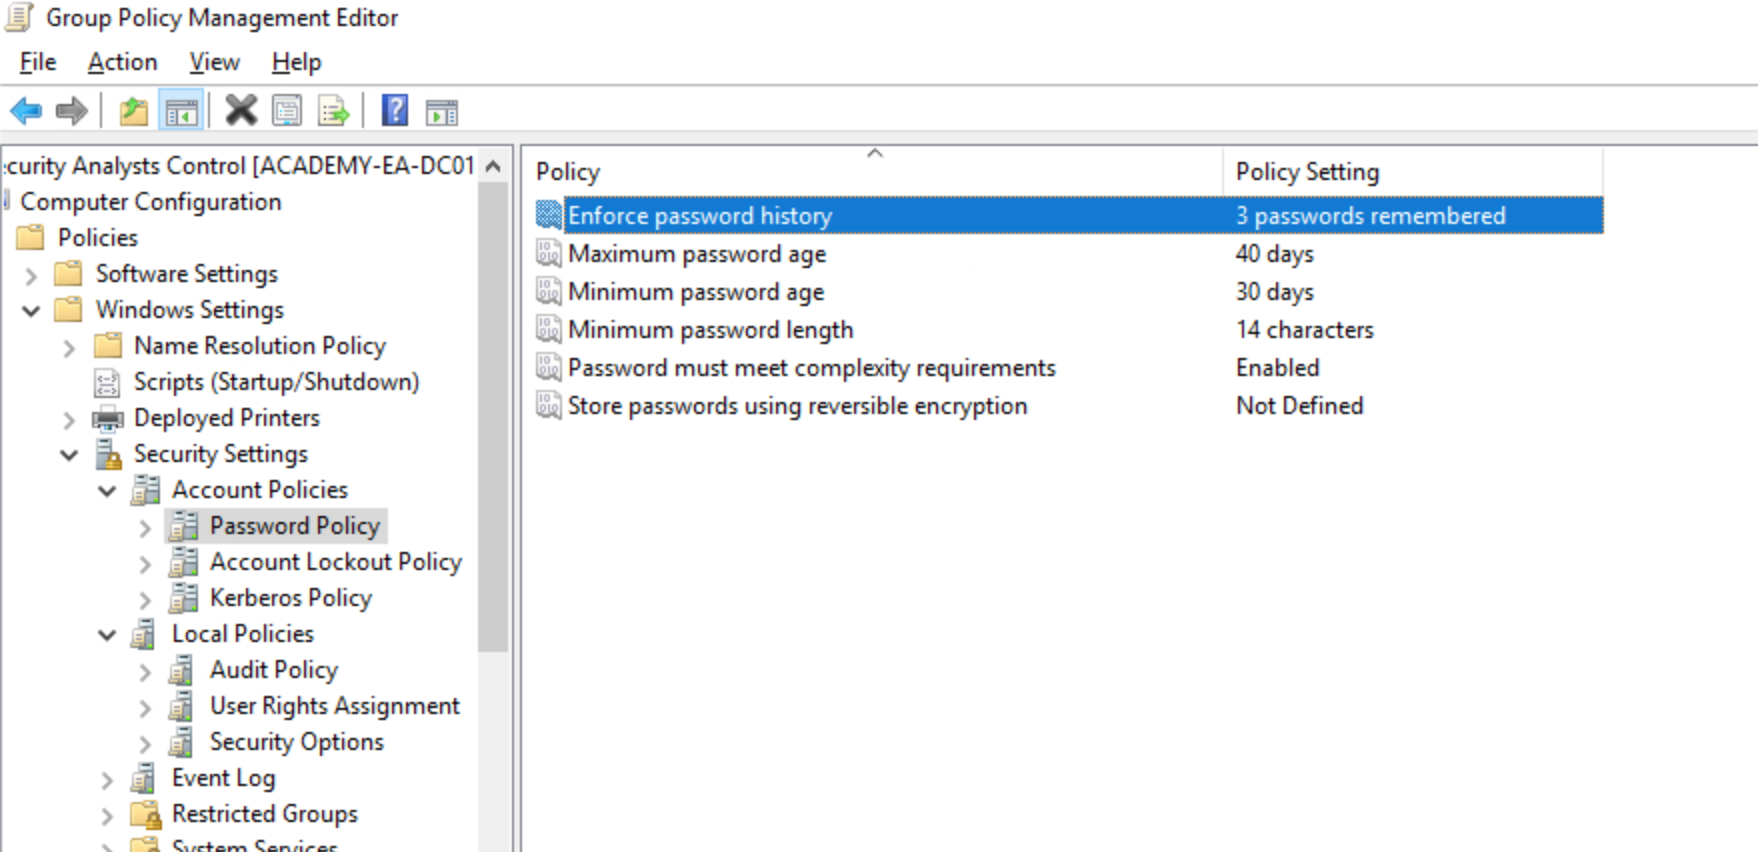 Group Policy Management Editor
File Action View Help
curity Analysts Control [ACADEMY-EA-DC01
Computer Configuration
Policies
Software Settings
Windows Settings
Name Resolution Policy
Scripts (Startup/Shutdown)
Deployed Printers
Security Settings
Account Policies
Password Policy
Account Lockout Policy
Kerberos Policy
Local Policies
Audit Policy
User Rights Assignment
Security Options
Event Log
Restricted Groups
System Services
Policy Policy Setting
Enforce password history 3 passwords remembered
Maximum password age 40 days
Minimum password age 30 days
Minimum password length 14 characters
Password must meet complexity requirements Enabled
Store passwords using reversible encryption Not Defined